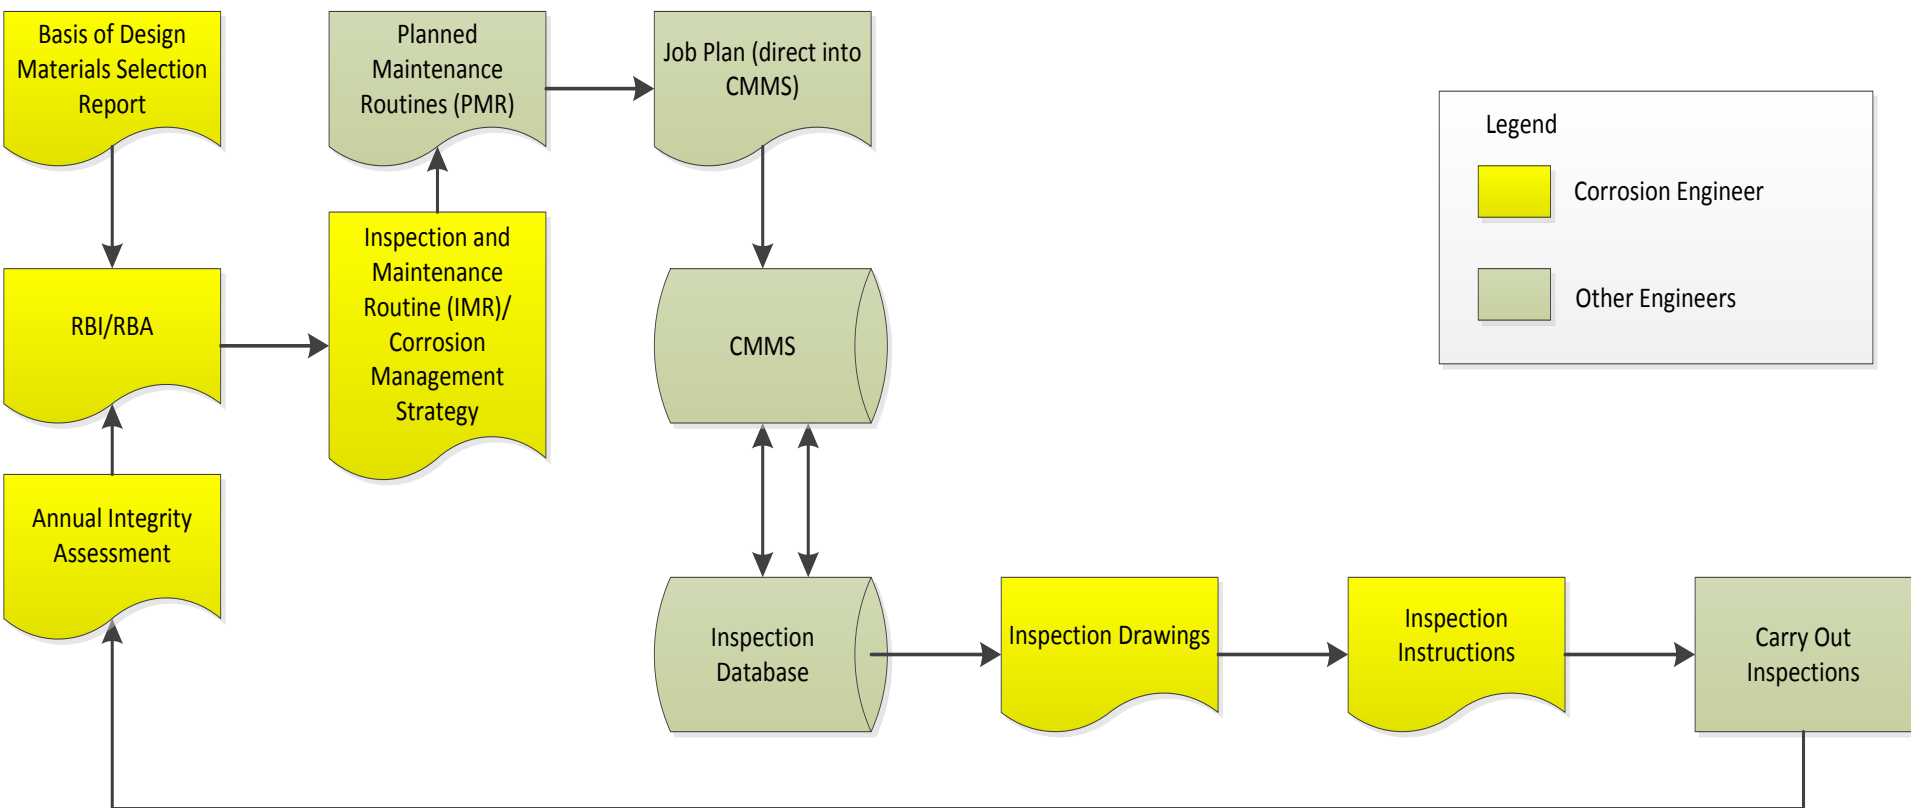 Basis of Design
Materials Selection
Report
Planned
Maintenance
Routines (PMR)
Job Plan (direct into
CMMS)
Legend
Corrosion Engineer
Other Engineers
RBI/RBA
Inspection and
Maintenance
Routine (IMR)/
Corrosion
Management
Strategy
CMMS
Annual Integrity
Assessment
Inspection
Database
Inspection Drawings
Inspection
Instructions
Carry Out
Inspections